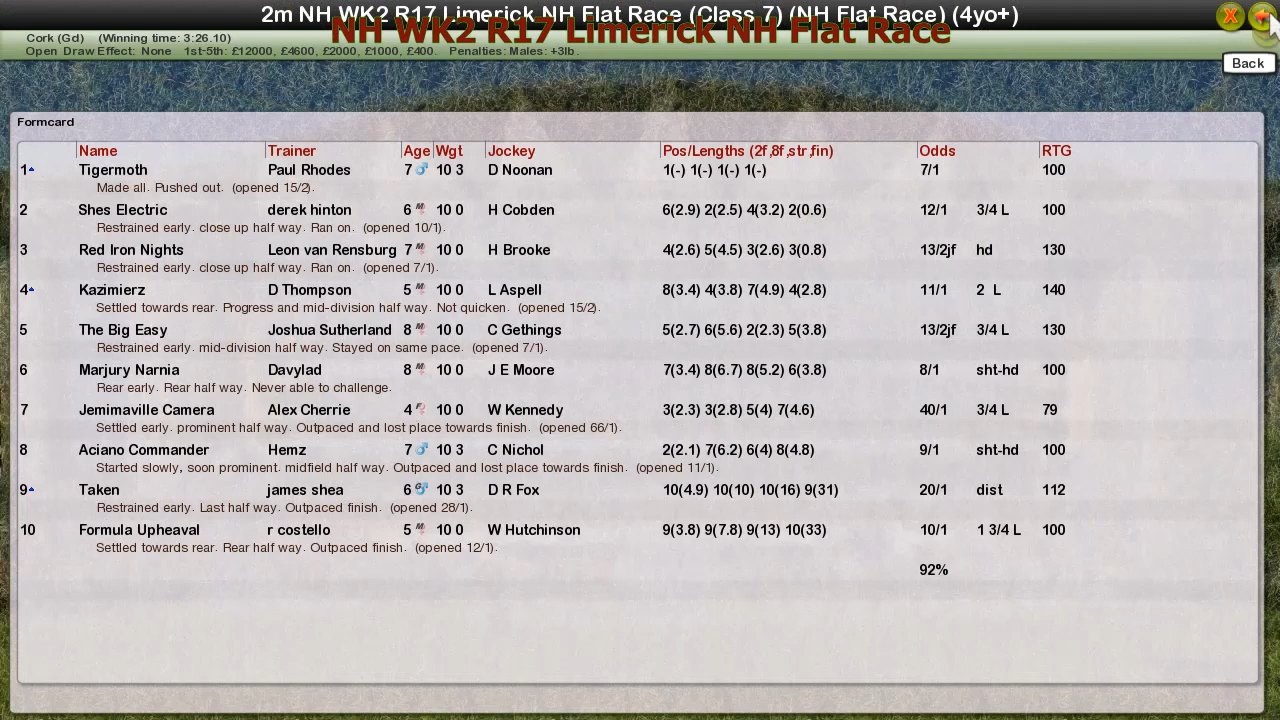 2m NH WK2 R17 Limerick NH Flat Race (Class 7) (NH Flat Race) (4yo+)
NH WK2 R17 Limerick NH Flat Race
Cork (Gd) (Winning time: 3:26.10)
Open Draw Effect: None 1st-5th: £12000, £4600, £2000, £1000, £400. Penalties: Males: +3lb.
X
Back
Formcard
Name Trainer Age Wgt Jockey Pos/Lengths (2f,8f,str,fin) Odds RTG
1 Tigermoth Paul Rhodes 7 10 3 D Noonan 1(-) 1(-) 1(-) 1(-) 7/1 100
Made all. Pushed out. (opened 15/2).
2 Shes Electric derek hinton 6 10 0 H Cobden 6(2.9) 2(2.5) 4(3.2) 2(0.6) 12/1 3/4 L 100
Restrained early. close up half way. Ran on. (opened 10/1).
3 Red Iron Nights Leon van Rensburg 7 10 0 H Brooke 4(2.6) 5(4.5) 3(2.6) 3(0.8) 13/2jf hd 130
Restrained early. close up half way. Ran on. (opened 7/1).
4 Kazimierz D Thompson 5 10 0 L Aspell 8(3.4) 4(3.8) 7(4.9) 4(2.8) 11/1 2 L 140
Settled towards rear. Progress and mid-division half way. Not quicken. (opened 15/2).
5 The Big Easy Joshua Sutherland 8 10 0 C Gethings 5(2.7) 6(5.6) 2(2.3) 5(3.8) 13/2jf 3/4 L 130
Restrained early. mid-division half way. Stayed on same pace. (opened 7/1).
6 Marjury Narnia Davylad 8 10 0 J E Moore 7(3.4) 8(6.7) 8(5.2) 6(3.8) 8/1 sht-hd 100
Rear early. Rear half way. Never able to challenge.
7 Jemimaville Camera Alex Cherrie 4 10 0 W Kennedy 3(2.3) 3(2.8) 5(4) 7(4.6) 40/1 3/4 L 79
Settled early. prominent half way. Outpaced and lost place towards finish. (opened 66/1).
8 Aciano Commander Hemz 7 10 3 C Nichol 2(2.1) 7(6.2) 6(4) 8(4.8) 9/1 sht-hd 100
Started slowly, soon prominent. midfield half way. Outpaced and lost place towards finish. (opened 11/1).
9 Taken james shea 6 10 3 D R Fox 10(4.9) 10(10) 10(16) 9(31) 20/1 dist 112
Restrained early. Last half way. Outpaced finish. (opened 28/1).
10 Formula Upheaval r costello 5 10 0 W Hutchinson 9(3.8) 9(7.8) 9(13) 10(33) 10/1 1 3/4 L 100
Settled towards rear. Rear half way. Outpaced finish. (opened 12/1).
92%